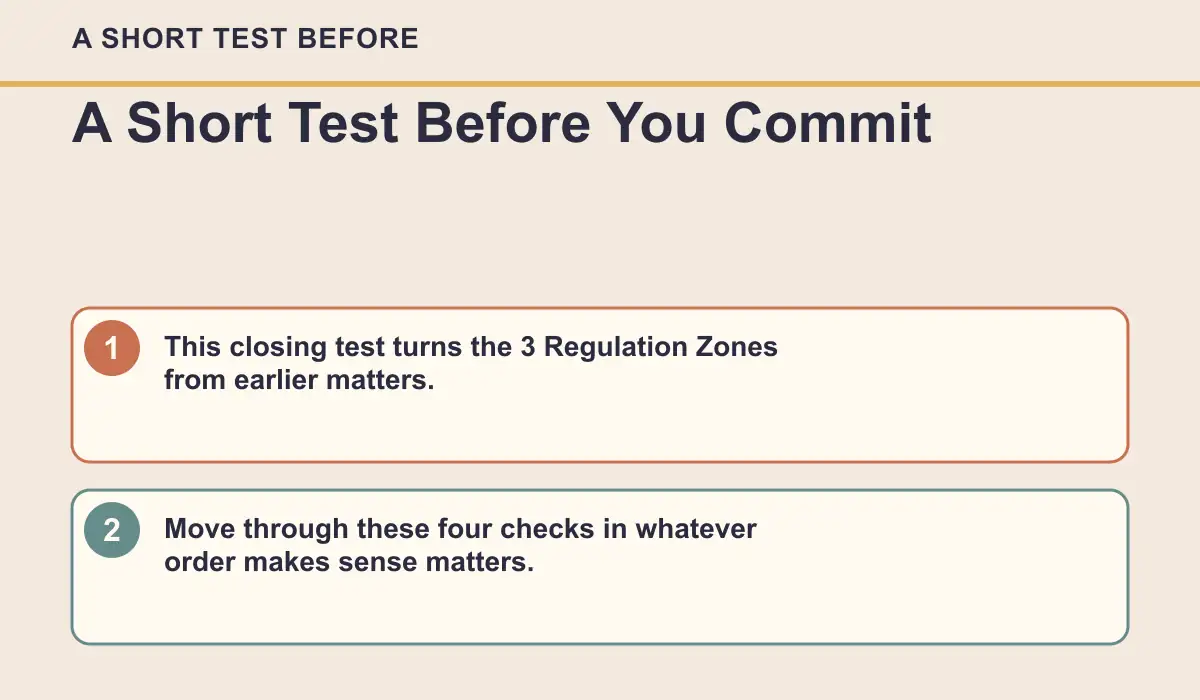 A SHORT TEST BEFORE
A Short Test Before You Commit
1
This closing test turns the 3 Regulation Zones
from earlier matters.
2
Move through these four checks in whatever
order makes sense matters.